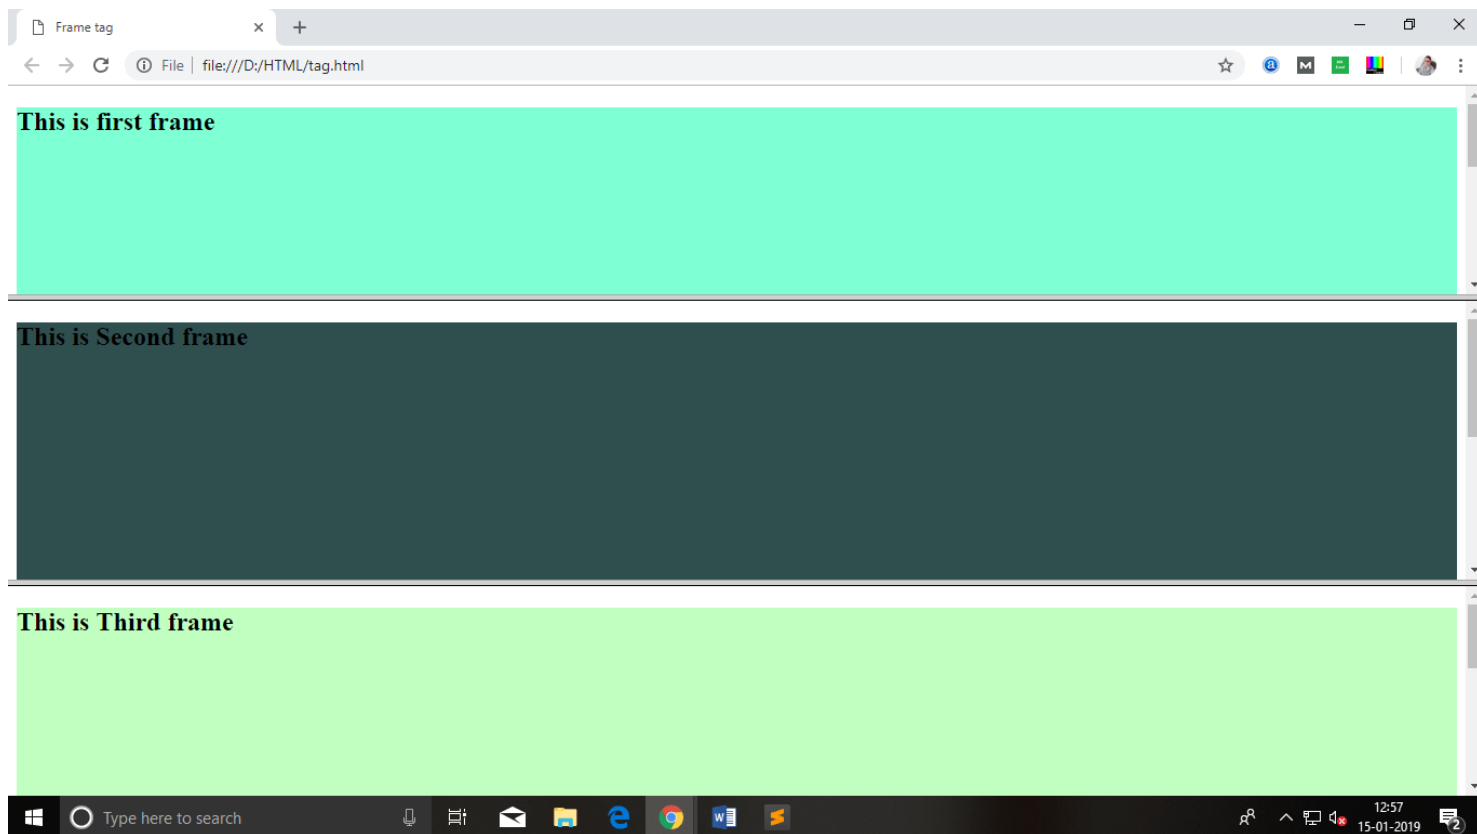 Frame tag
File | file:///D:/HTML/tag.html
This is first frame
This is Second frame
This is Third frame
Type here to search
12:57
15-01-2019
2